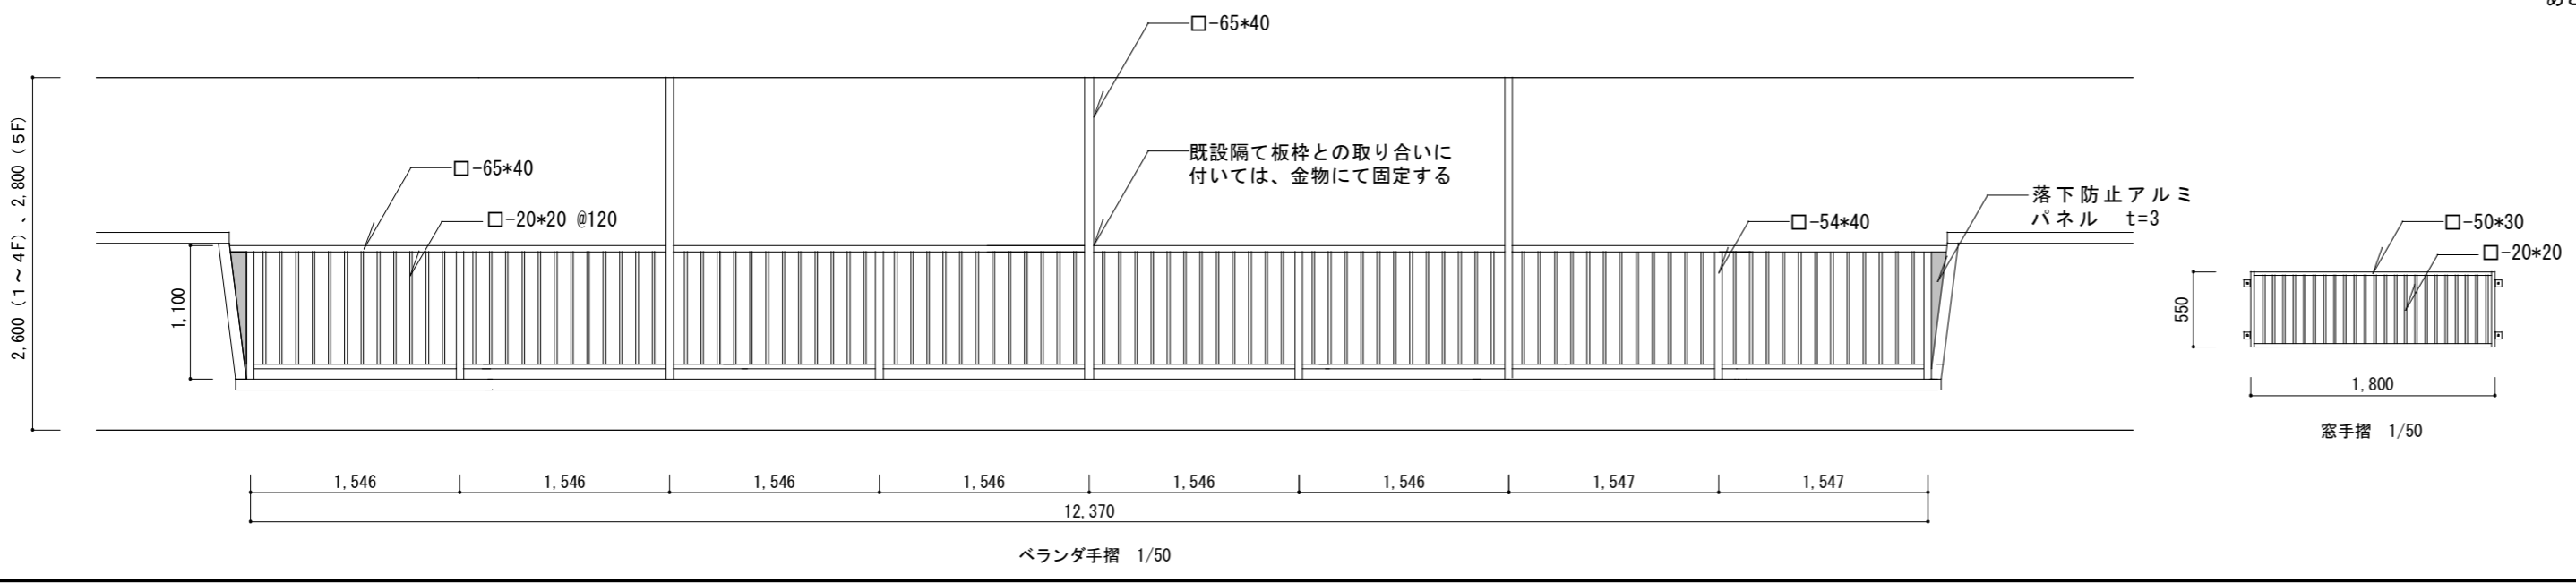 あと
□-65*40
既設隔て板枠との取り合いに
付いては、金物にて固定する
□-65*40
□-20*20 @120
□-54*40
落下防止アルミ
パネル t=3
□-50*30
□-20*20
2,600（1～4F）、2,800（5F）
1,100
550
1,800
窓手摺 1/50
1,546
1,546
1,546
1,546
1,546
1,546
1,547
1,547
12,370
ベランダ手摺 1/50